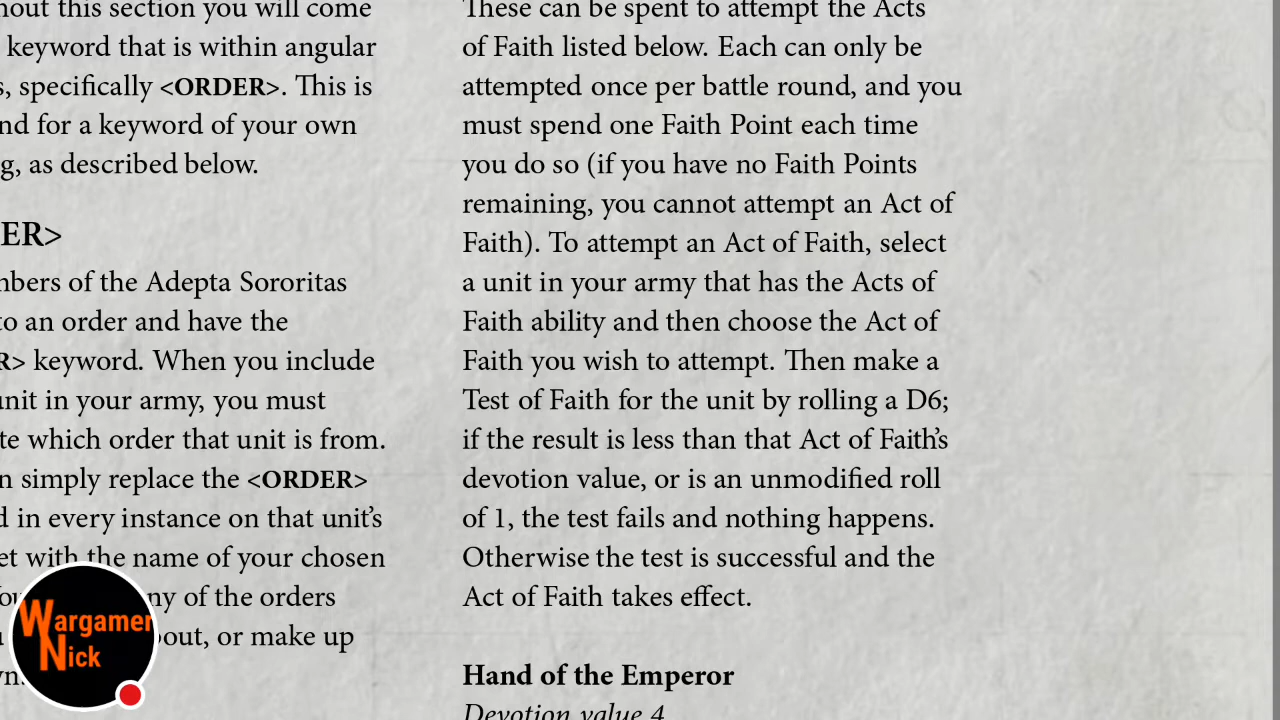 hout this section you will come
keyword that is within angular
s, specifically <ORDER>. This is
nd for a keyword of your own
g, as described below.
ER>
mbers of the Adepta Sororitas
to an order and have the
R> keyword. When you include
unit in your army, you must
te which order that unit is from.
n simply replace the <ORDER>
d in every instance on that unit's
et with the name of your chosen
ny of the orders
bout, or make up
These can be spent to attempt the Acts
of Faith listed below. Each can only be
attempted once per battle round, and you
must spend one Faith Point each time
you do so (if you have no Faith Points
remaining, you cannot attempt an Act of
Faith). To attempt an Act of Faith, select
a unit in your army that has the Acts of
Faith ability and then choose the Act of
Faith you wish to attempt. Then make a
Test of Faith for the unit by rolling a D6;
if the result is less than that Act of Faith's
devotion value, or is an unmodified roll
of 1, the test fails and nothing happens.
Otherwise the test is successful and the
Act of Faith takes effect.
Hand of the Emperor
Devotion value 4
Wargamer
Nick